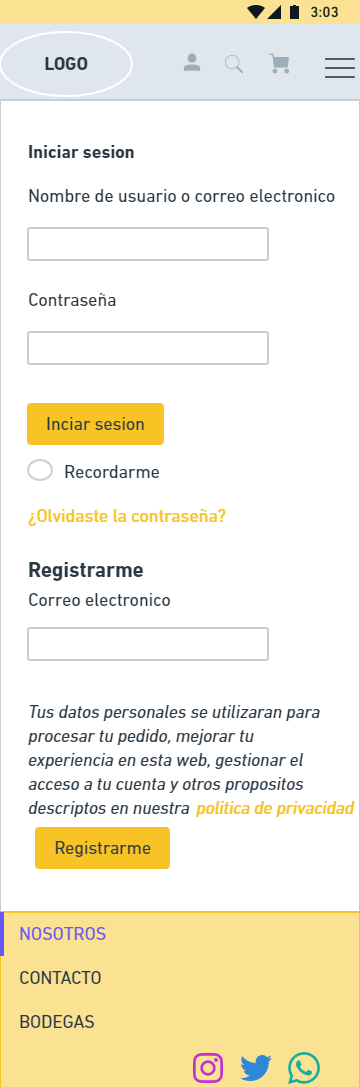 3:03
LOGO
Iniciar sesion
Nombre de usuario o correo electronico
Contraseña
Inciar sesion
Recordarme
¿Olvidaste la contraseña?
Registrarme
Correo electronico
Tus datos personales se utilizaran para
procesar tu pedido, mejorar tu
experiencia en esta web, gestionar el
acceso a tu cuenta y otros propositos
descriptos en nuestra politica de privacidad
Registrarme
NOSOTROS
CONTACTO
BODEGAS